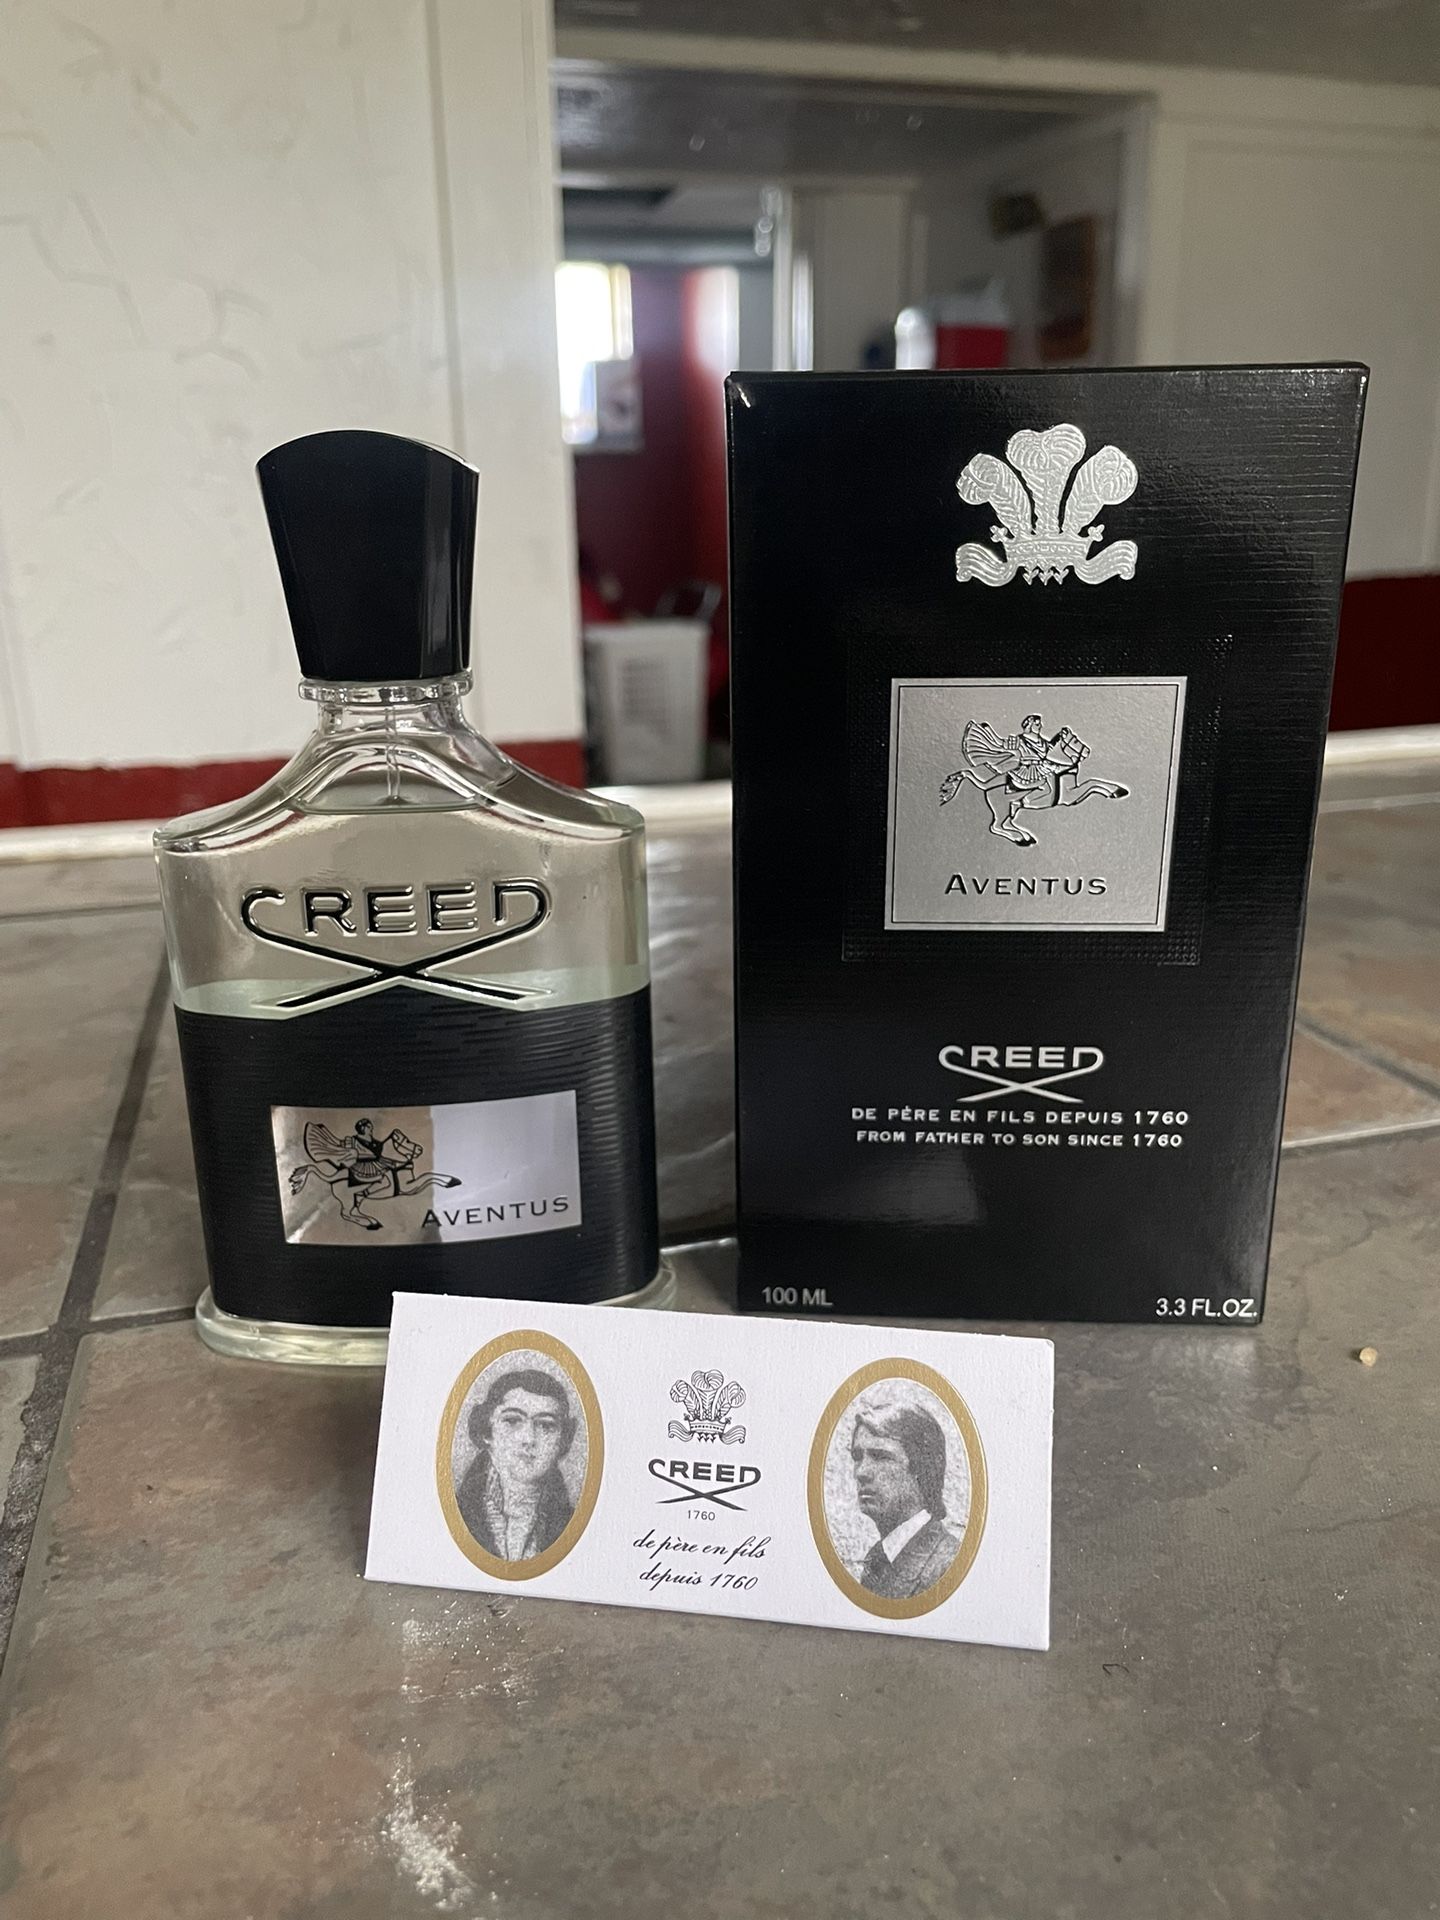 CREED
AVENTUS
AVENTUS
CREED
DE PÈRE EN FILS DEPUIS 1760
FROM FATHER TO SON SINCE 1760
100 ML
3.3 FL.OZ.
CREED
1760
de père en fils
depuis 1760